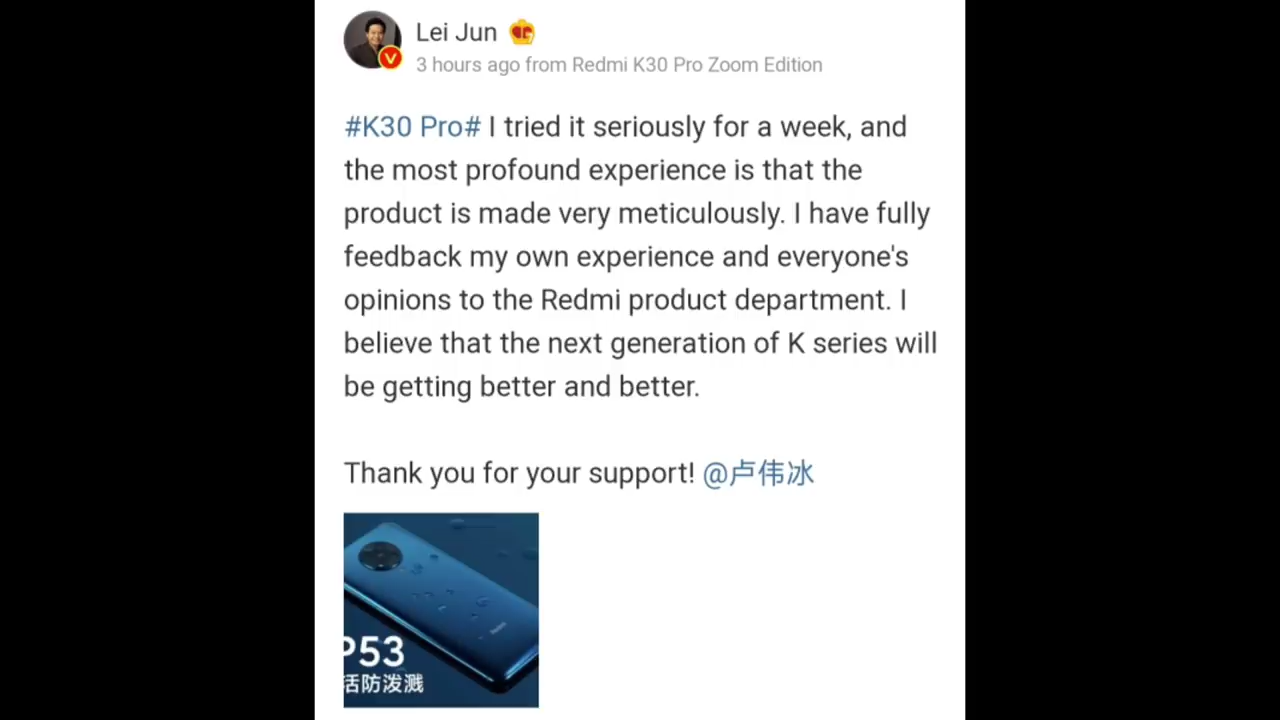 Lei Jun
3 hours ago from Redmi K30 Pro Zoom Edition
#K30 Pro# I tried it seriously for a week, and
the most profound experience is that the
product is made very meticulously. I have fully
feedback my own experience and everyone's
opinions to the Redmi product department. I
believe that the next generation of K series will
be getting better and better.
Thank you for your support! @卢伟冰
Redmi
P53
活防泼溅